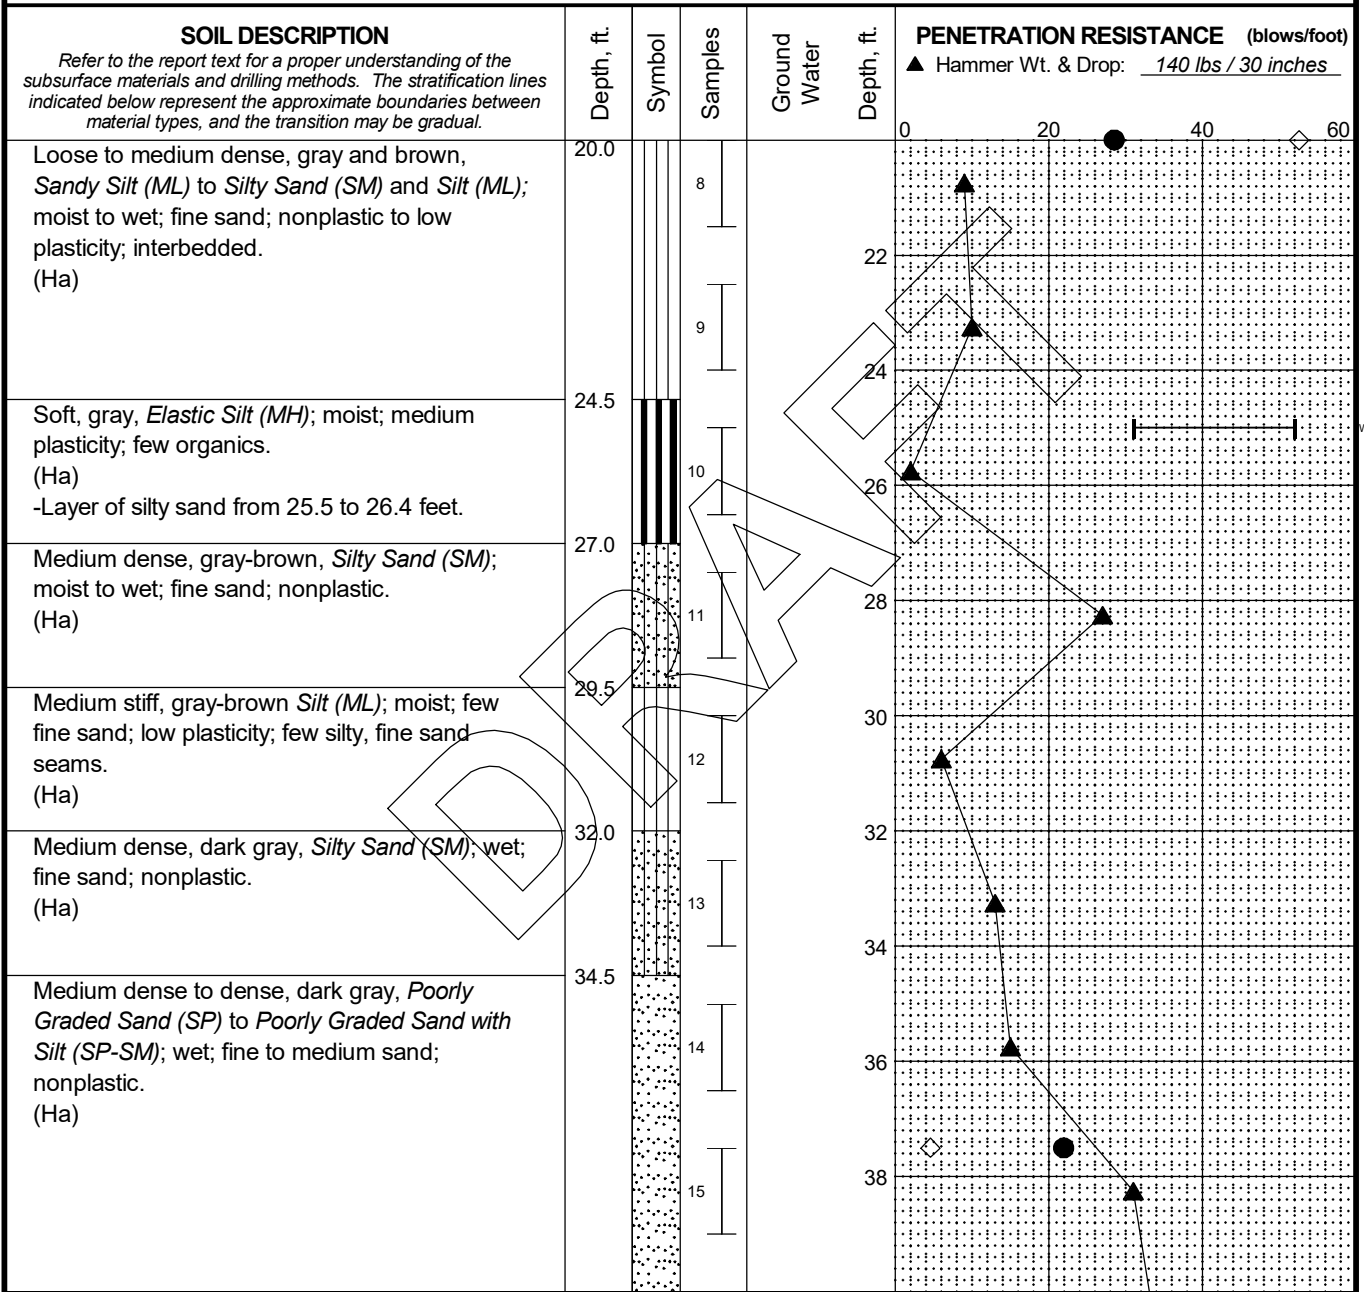 SOIL DESCRIPTION
Refer to the report text for a proper understanding of the
subsurface materials and drilling methods. The stratification lines
indicated below represent the approximate boundaries between
material types, and the transition may be gradual.
Depth, ft.
Symbol
Samples
Ground
Water
Depth, ft.
PENETRATION RESISTANCE (blows/foot)
▲ Hammer Wt. & Drop: 140 lbs / 30 inches
0 20 40 60
Loose to medium dense, gray and brown,
Sandy Silt (ML) to Silty Sand (SM) and Silt (ML);
moist to wet; fine sand; nonplastic to low
plasticity; interbedded.
(Ha)
20.0
8
22
9
24
Soft, gray, Elastic Silt (MH); moist; medium
plasticity; few organics.
(Ha)
-Layer of silty sand from 25.5 to 26.4 feet.
24.5
10
26
Medium dense, gray-brown, Silty Sand (SM);
moist to wet; fine sand; nonplastic.
(Ha)
27.0
11
28
Medium stiff, gray-brown Silt (ML); moist; few
fine sand; low plasticity; few silty, fine sand
seams.
(Ha)
29.5
30
12
Medium dense, dark gray, Silty Sand (SM); wet;
fine sand; nonplastic.
(Ha)
32.0
32
13
34
Medium dense to dense, dark gray, Poorly
Graded Sand (SP) to Poorly Graded Sand with
Silt (SP-SM); wet; fine to medium sand;
nonplastic.
(Ha)
34.5
14
36
15
38
DRAFT